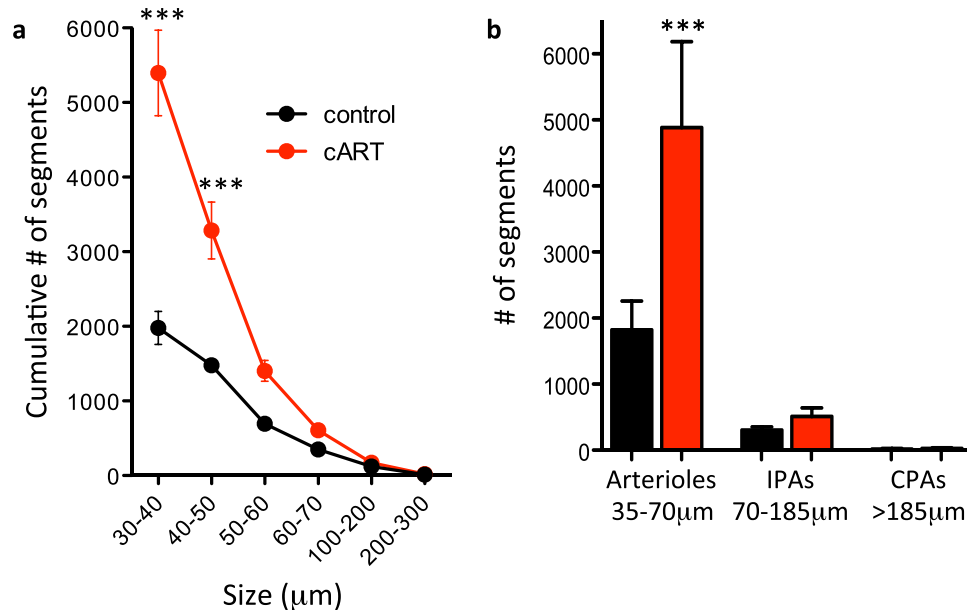 a
Cumulative # of segments
6000
5000
4000
3000
2000
1000
0
***
***
control
cART
30-40
40-50
50-60
60-70
100-200
200-300
Size (μm)
b
# of segments
6000
5000
4000
3000
2000
1000
0
***
Arterioles
35-70μm
IPAs
70-185μm
CPAs
>185μm